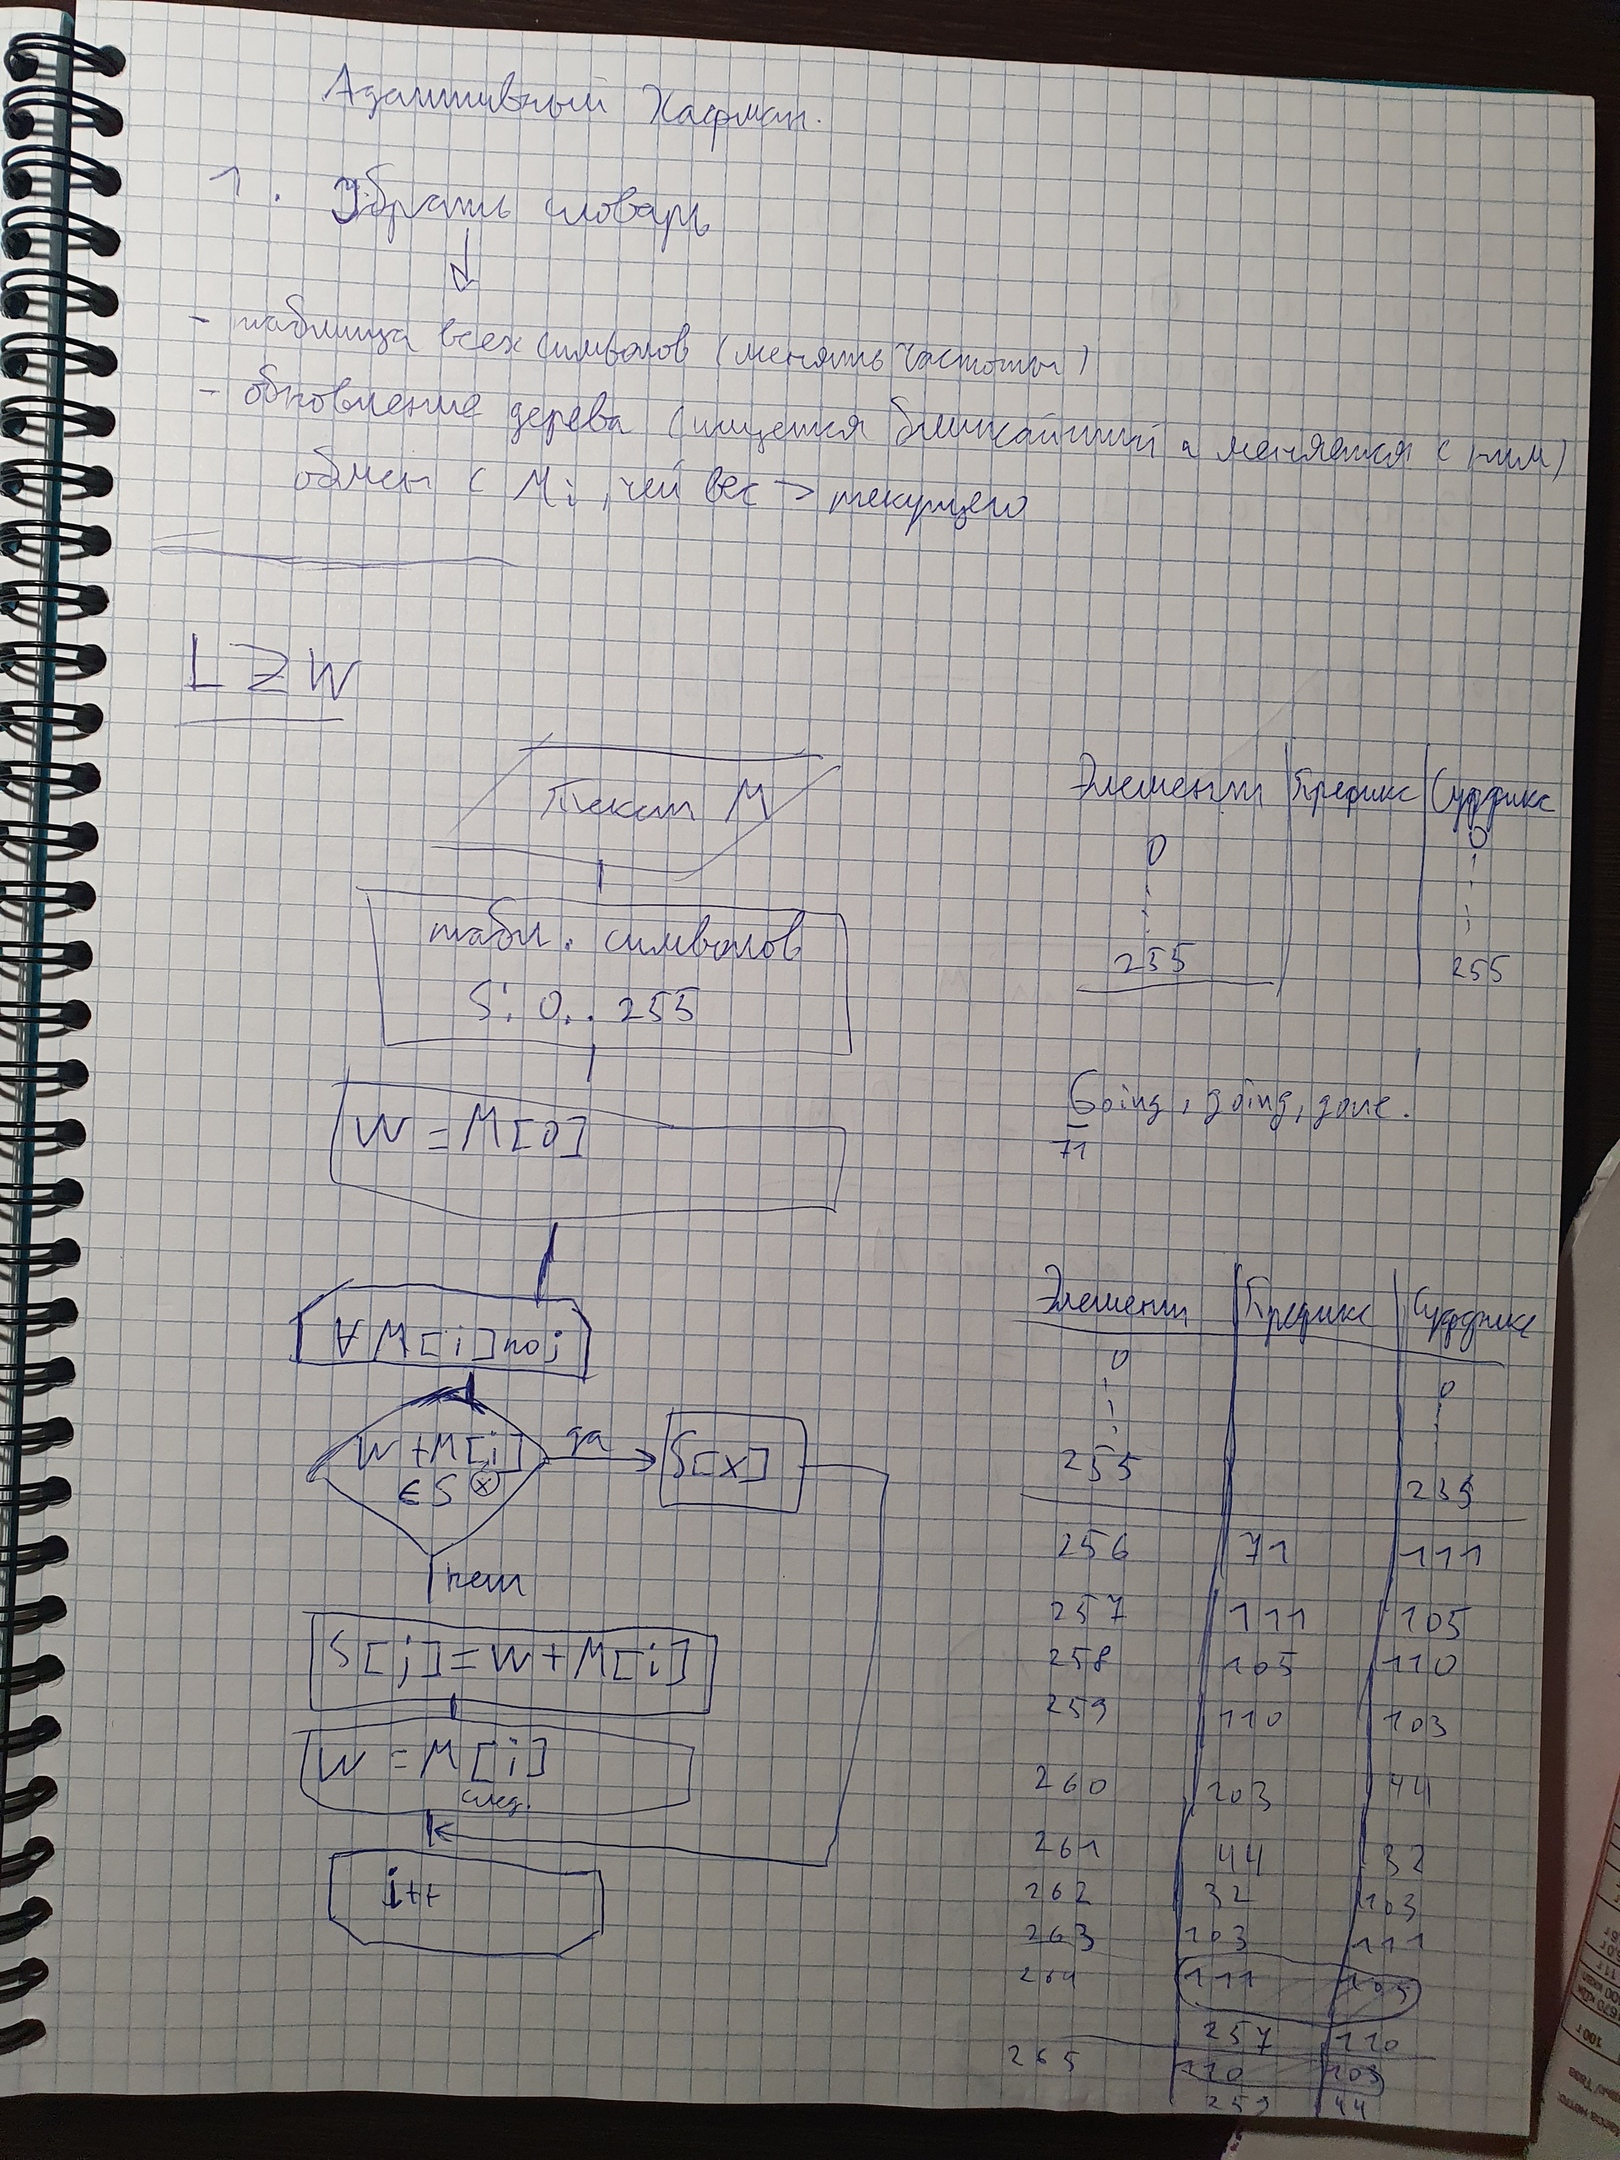 Адаптивный Хафман.
1. Убрать словарь
- таблица всех символов (менять частоты)
- обновление дерева (ищется ближайший и меняется с ним)
обмен с Mi, чей вес > текущего
LZW
Текст M
табл. символов
S: 0..255
W = M[0]
∀ M[i] по j
W + M[i]
∈ S (x)
да
S[x]
нет
S[j] = W + M[i]
W = M[i]
след.
i++
Элемент | Префикс | Суффикс
0 0
255 255
Going, going, gone.
71
Элемент | Префикс | Суффикс
0 0
255 255
256 71 111
257 111 105
258 105 110
259 110 103
260 103 44
261 44 32
262 32 103
263 103 111
264 111 105
257 110
265 110 103
259 44